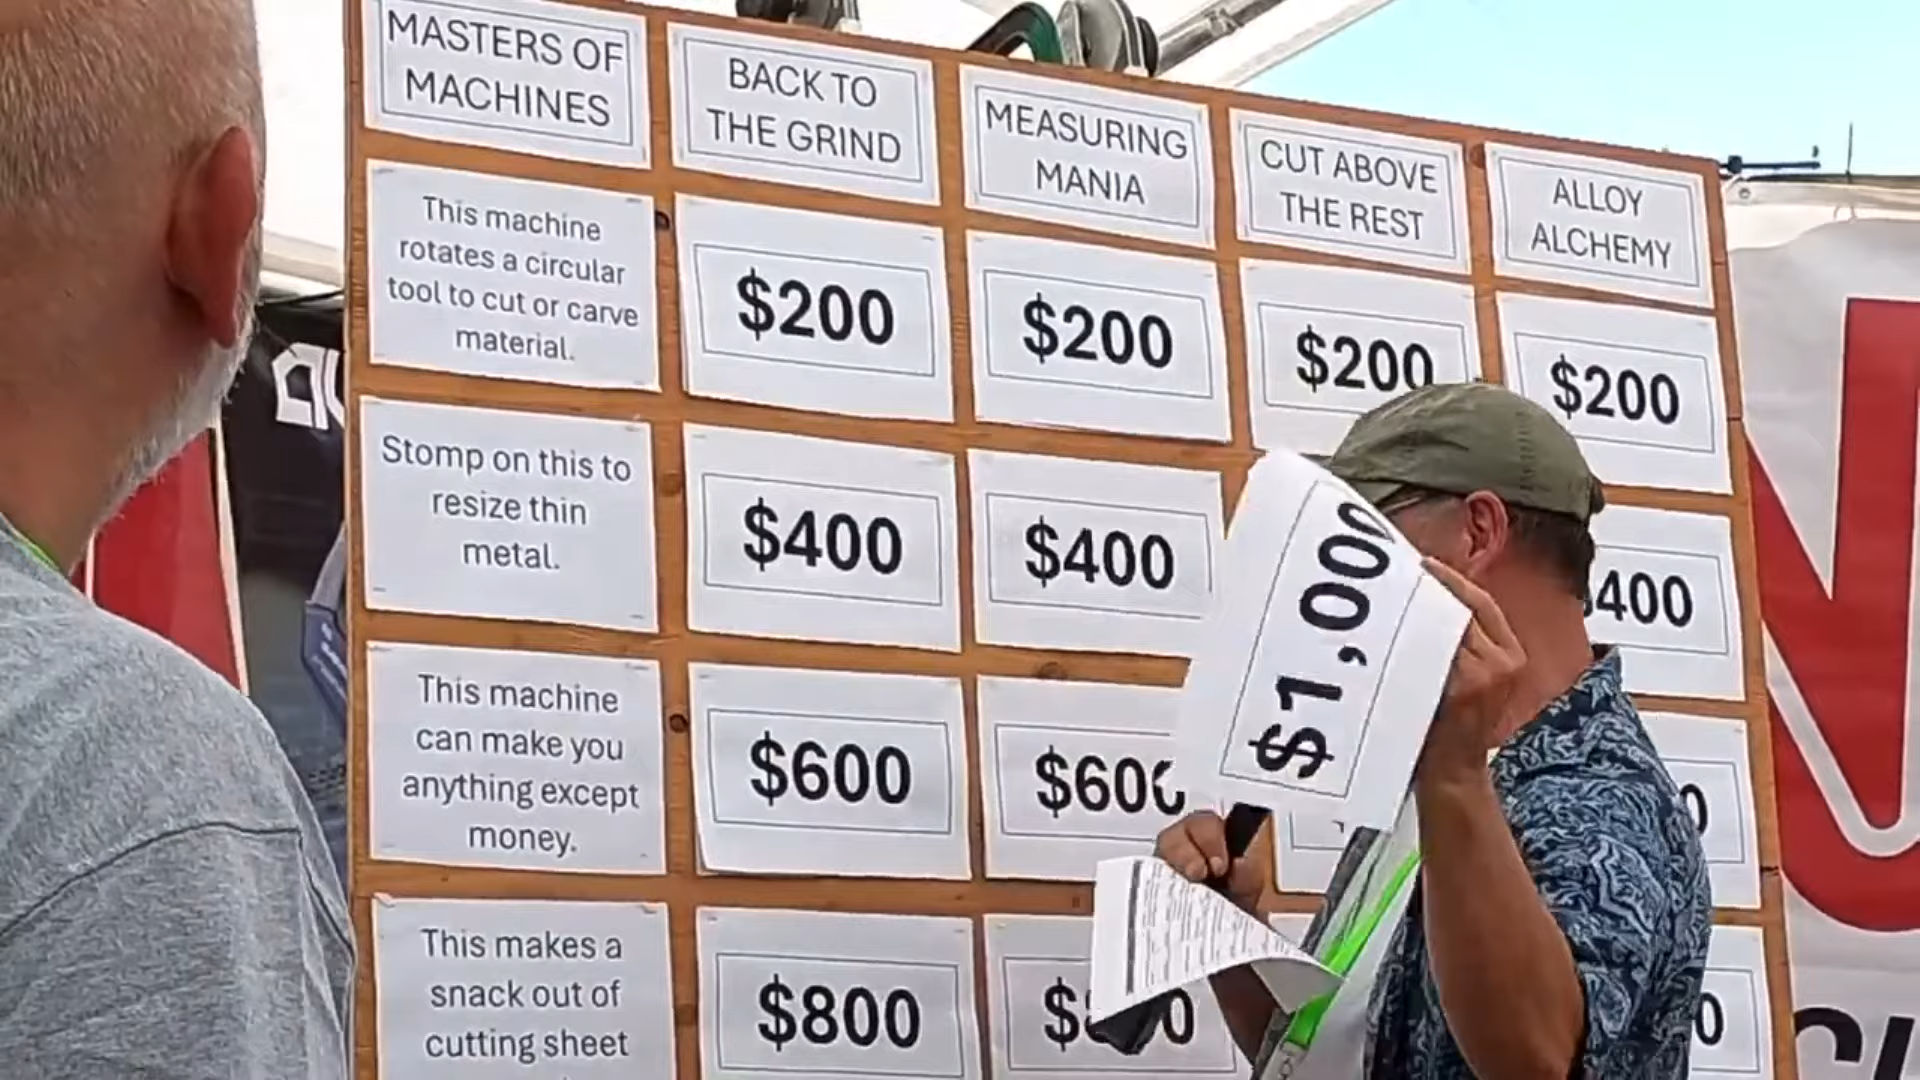 MASTERS OF
MACHINES
BACK TO
THE GRIND
MEASURING
MANIA
CUT ABOVE
THE REST
ALLOY
ALCHEMY
This machine
rotates a circular
tool to cut or carve
material.
$200
$200
$200
$200
Stomp on this to
resize thin
metal.
$400
$400
$400
This machine
can make you
anything except
money.
$600
$600
$1,000
This makes a
snack out of
cutting sheet
$800